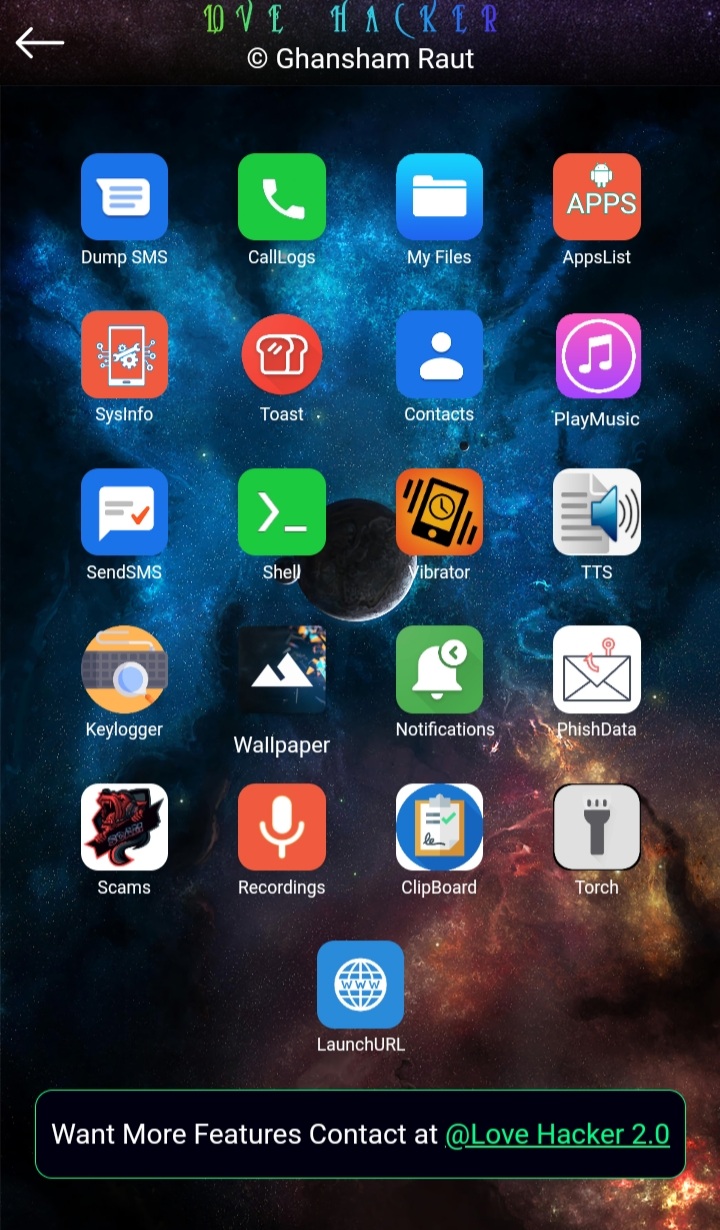 LOVE HACKER
© Ghansham Raut
APPS
Dump SMS
CallLogs
My Files
AppsList
SysInfo
Toast
Contacts
PlayMusic
SendSMS
Shell
Vibrator
TTS
Keylogger
Wallpaper
Notifications
PhishData
Scams
Recordings
ClipBoard
Torch
WWW
LaunchURL
Want More Features Contact at @Love Hacker 2.0